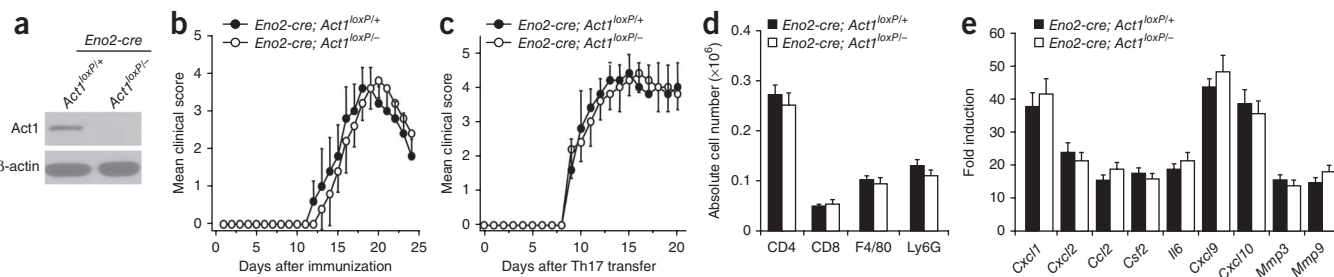 a
Eno2-cre
Act1loxP/+
Act1loxP/–
Act1
β-actin
b
Eno2-cre; Act1loxP/+
Eno2-cre; Act1loxP/–
Mean clinical score
5
4
3
2
1
0
1 5 10 15 20 25
Days after immunization
c
Eno2-cre; Act1loxP/+
Eno2-cre; Act1loxP/–
Mean clinical score
5
4
3
2
1
0
0 5 10 15 20
Days after Th17 transfer
d
Eno2-cre; Act1loxP/+
Eno2-cre; Act1loxP/–
Absolute cell number (×10⁶)
0.4
0.3
0.2
0.1
0
CD4 CD8 F4/80 Ly6G
e
Eno2-cre; Act1loxP/+
Eno2-cre; Act1loxP/–
Fold induction
60
50
40
30
20
10
0
Cxcl1 Cxcl2 Ccl2 Csf2 Il6 Cxcl9 Cxcl10 Mmp3 Mmp9